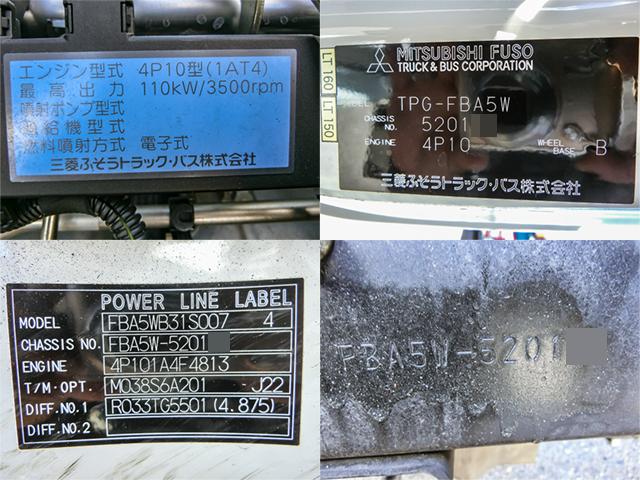 エンジン型式 4P10型(1AT4)
最高出力 110kW/3500rpm
噴射ポンプ型式
給機型式
燃料噴射方式 電子式
三菱ふそうトラック・バス株式会社
LT 160
LT 150
MITSUBISHI FUSO
TRUCK & BUS CORPORATION
TPG-FBA5W
CHASSIS NO. 5201
ENGINE 4P10 WHEEL BASE B
三菱ふそうトラック・バス株式会社
POWER LINE LABEL
MODEL FBA5WB31S007 4
CHASSIS NO. FBA5W-5201
ENGINE 4P101A4F4813
T/M・OPT. M038S6A201 -J22
DIFF.NO.1 R033TG5501(4.875)
DIFF.NO.2
FBA5W-5201